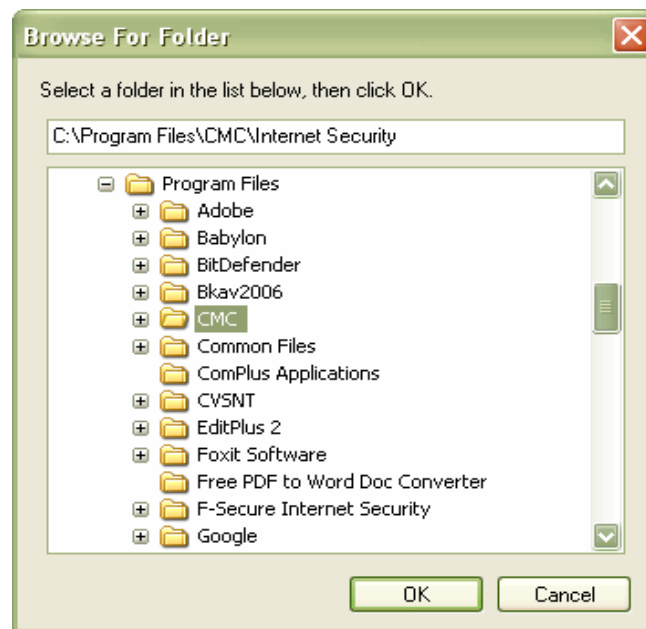 Browse For Folder
Select a folder in the list below, then click OK.
C:\Program Files\CMC\Internet Security
Program Files
Adobe
Babylon
BitDefender
Bkav2006
CMC
Common Files
ComPlus Applications
CVSNT
EditPlus 2
Foxit Software
Free PDF to Word Doc Converter
F-Secure Internet Security
Google
OK Cancel